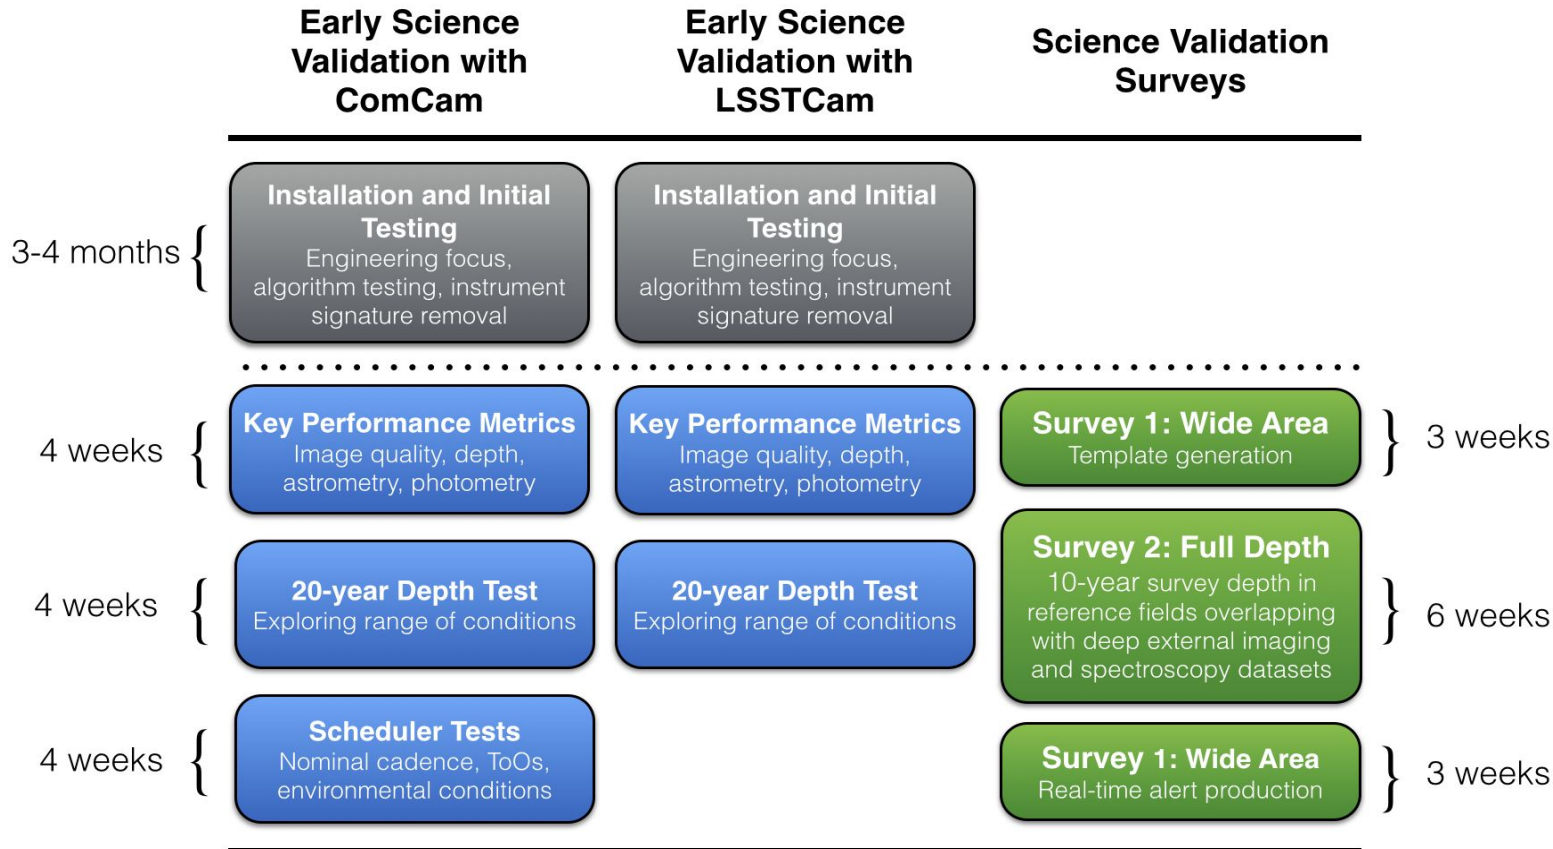 Early Science
Validation with
ComCam
Early Science
Validation with
LSSTCam
Science Validation
Surveys
3-4 months
Installation and Initial
Testing
Engineering focus,
algorithm testing, instrument
signature removal
Installation and Initial
Testing
Engineering focus,
algorithm testing, instrument
signature removal
4 weeks
Key Performance Metrics
Image quality, depth,
astrometry, photometry
Key Performance Metrics
Image quality, depth,
astrometry, photometry
Survey 1: Wide Area
Template generation
3 weeks
4 weeks
20-year Depth Test
Exploring range of conditions
20-year Depth Test
Exploring range of conditions
Survey 2: Full Depth
10-year survey depth in
reference fields overlapping
with deep external imaging
and spectroscopy datasets
6 weeks
4 weeks
Scheduler Tests
Nominal cadence, ToOs,
environmental conditions
Survey 1: Wide Area
Real-time alert production
3 weeks